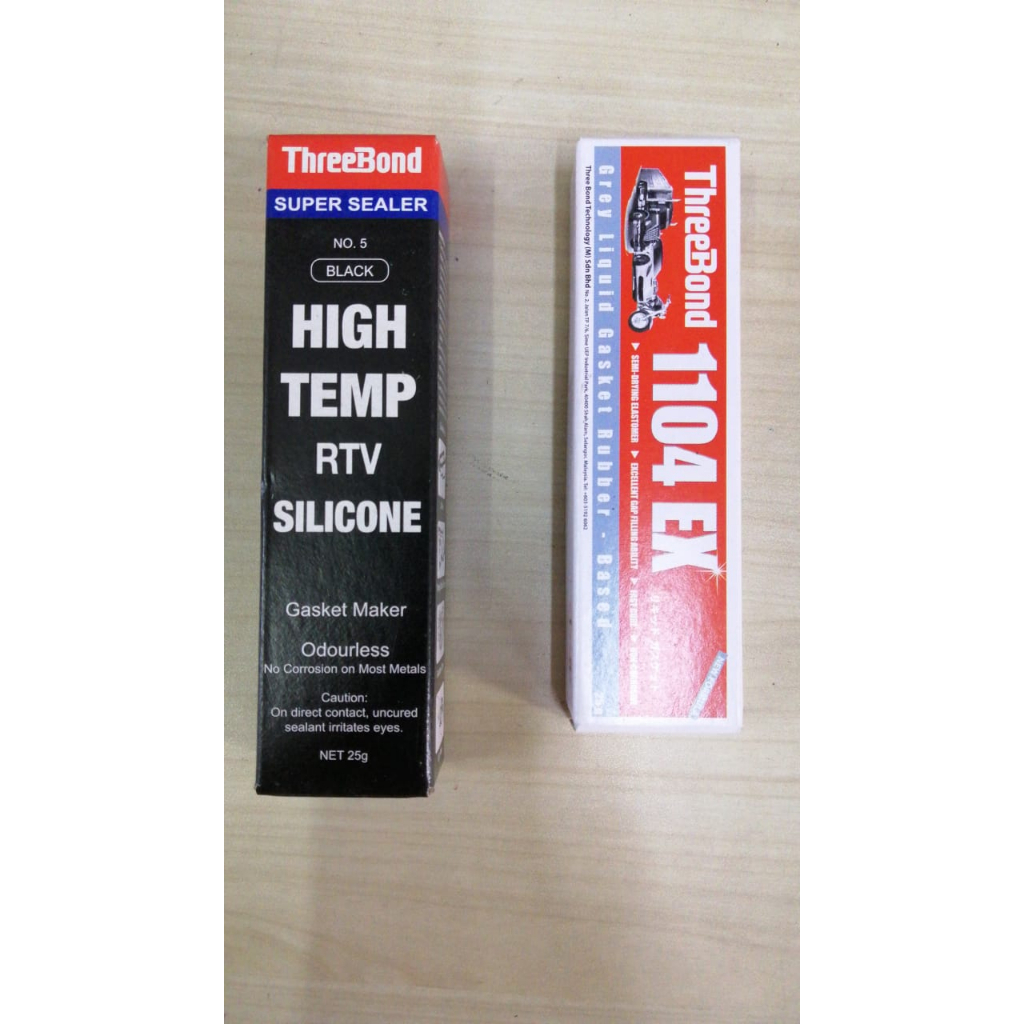 ThreeBond
SUPER SEALER
NO. 5
BLACK
HIGH
TEMP
RTV
SILICONE
Gasket Maker
Odourless
No Corrosion on Most Metals
Caution:
On direct contact, uncured
sealant irritates eyes.
NET 25g
ThreeBond
1104 EX
▶ SEMI-DRYING ELASTOMER ▶ EXCELLENT GAP FILLING ABILITY
Grey Liquid Gasket Rubber - Based
Three Bond Technology (M) Sdn Bhd